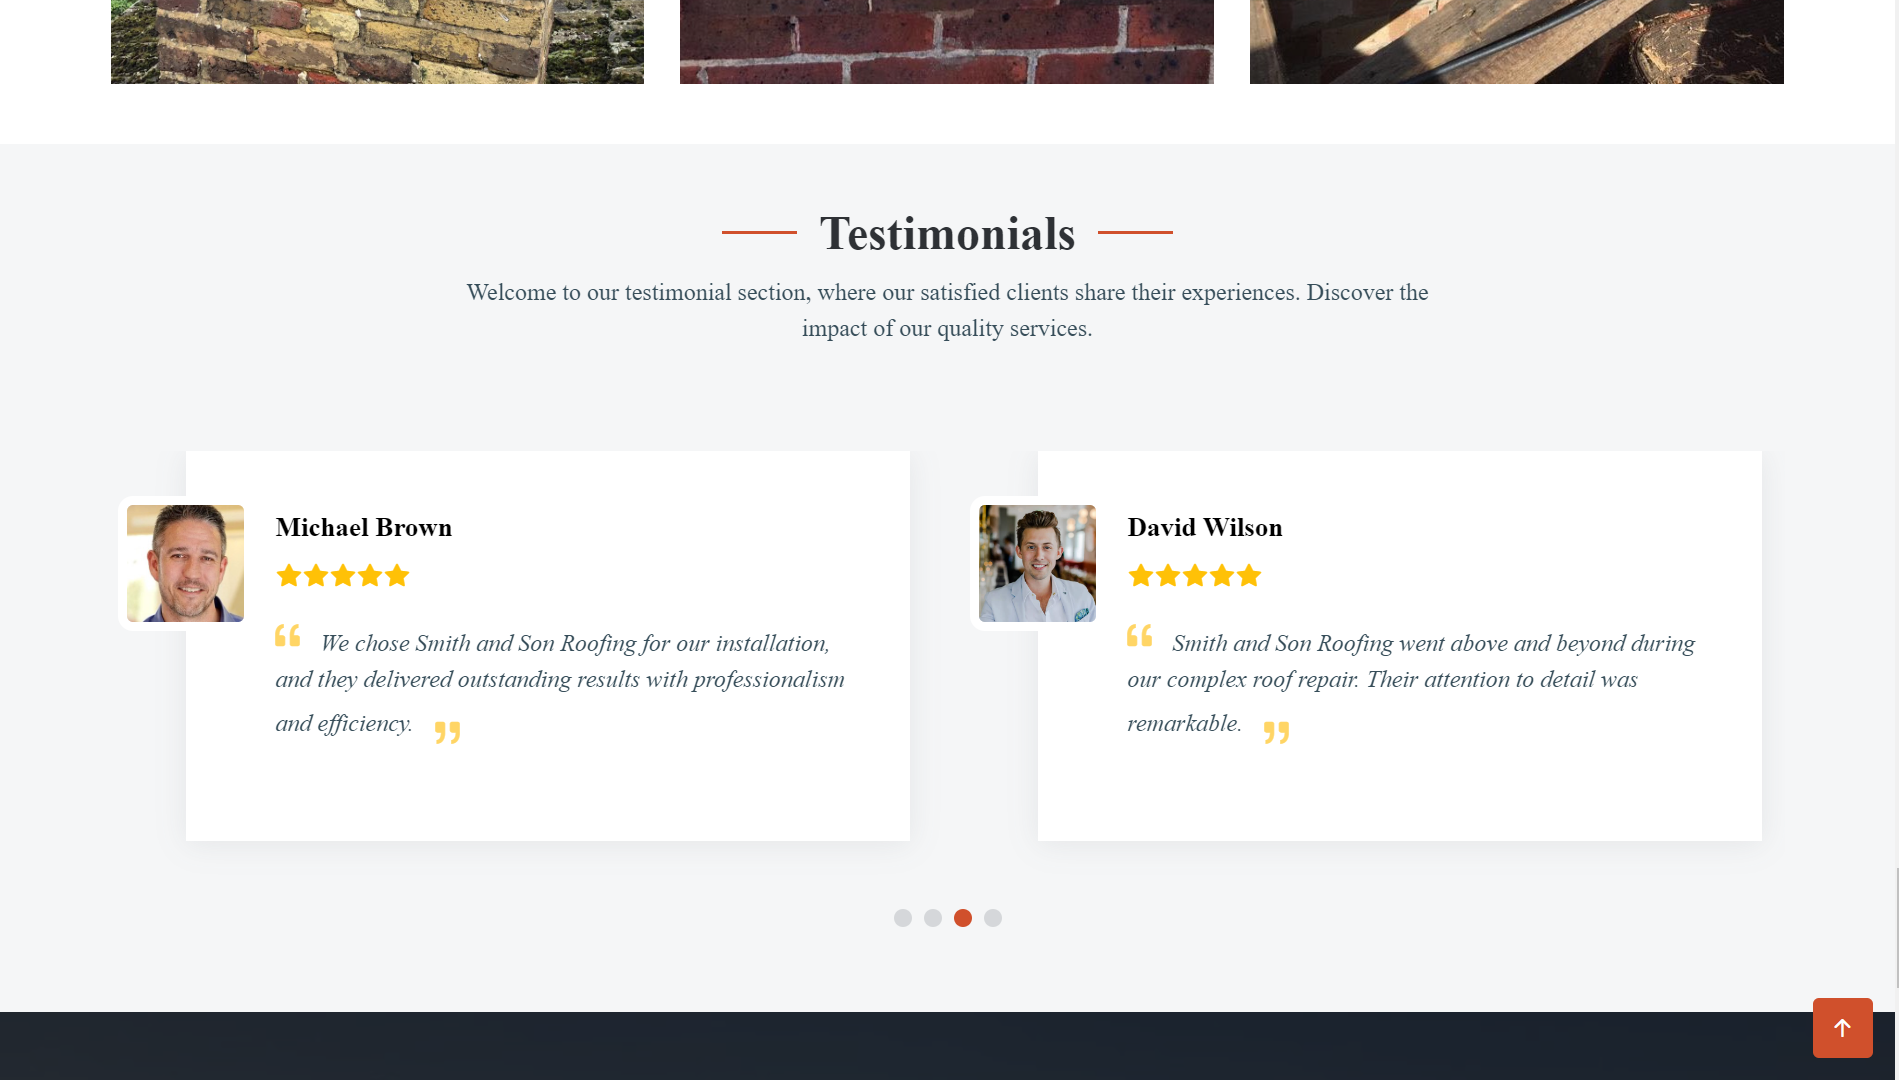 Testimonials
Welcome to our testimonial section, where our satisfied clients share their experiences. Discover the
impact of our quality services.
Michael Brown
“ We chose Smith and Son Roofing for our installation,
and they delivered outstanding results with professionalism
and efficiency. ”
David Wilson
“ Smith and Son Roofing went above and beyond during
our complex roof repair. Their attention to detail was
remarkable. ”